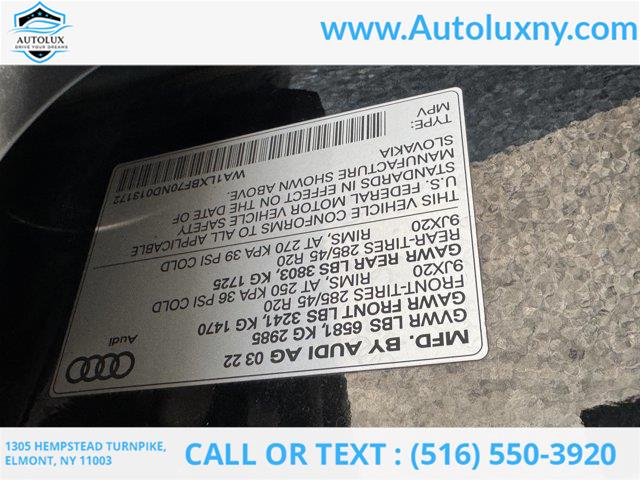 AUTOLUX
DRIVE YOUR DREAMS
www.Autoluxny.com
MFD. BY AUDI AG 03 22
GVWR LBS 6581, KG 2985
GAWR FRONT LBS 3241, KG 1470
FRONT-TIRES 285/45 R20
RIMS, AT 250 KPA 36 PSI COLD
9JX20
GAWR REAR LBS 3803, KG 1725
REAR-TIRES 285/45 R20
RIMS, AT 270 KPA 39 PSI COLD
9JX20
THIS VEHICLE CONFORMS TO ALL APPLICABLE
U.S. FEDERAL MOTOR VEHICLE SAFETY
STANDARDS IN EFFECT ON THE DATE OF
MANUFACTURE SHOWN ABOVE.
SLOVAKIA
WA1LXBF70ND013172
TYPE:
MPV
Audi
1305 HEMPSTEAD TURNPIKE,
ELMONT, NY 11003
CALL OR TEXT : (516) 550-3920